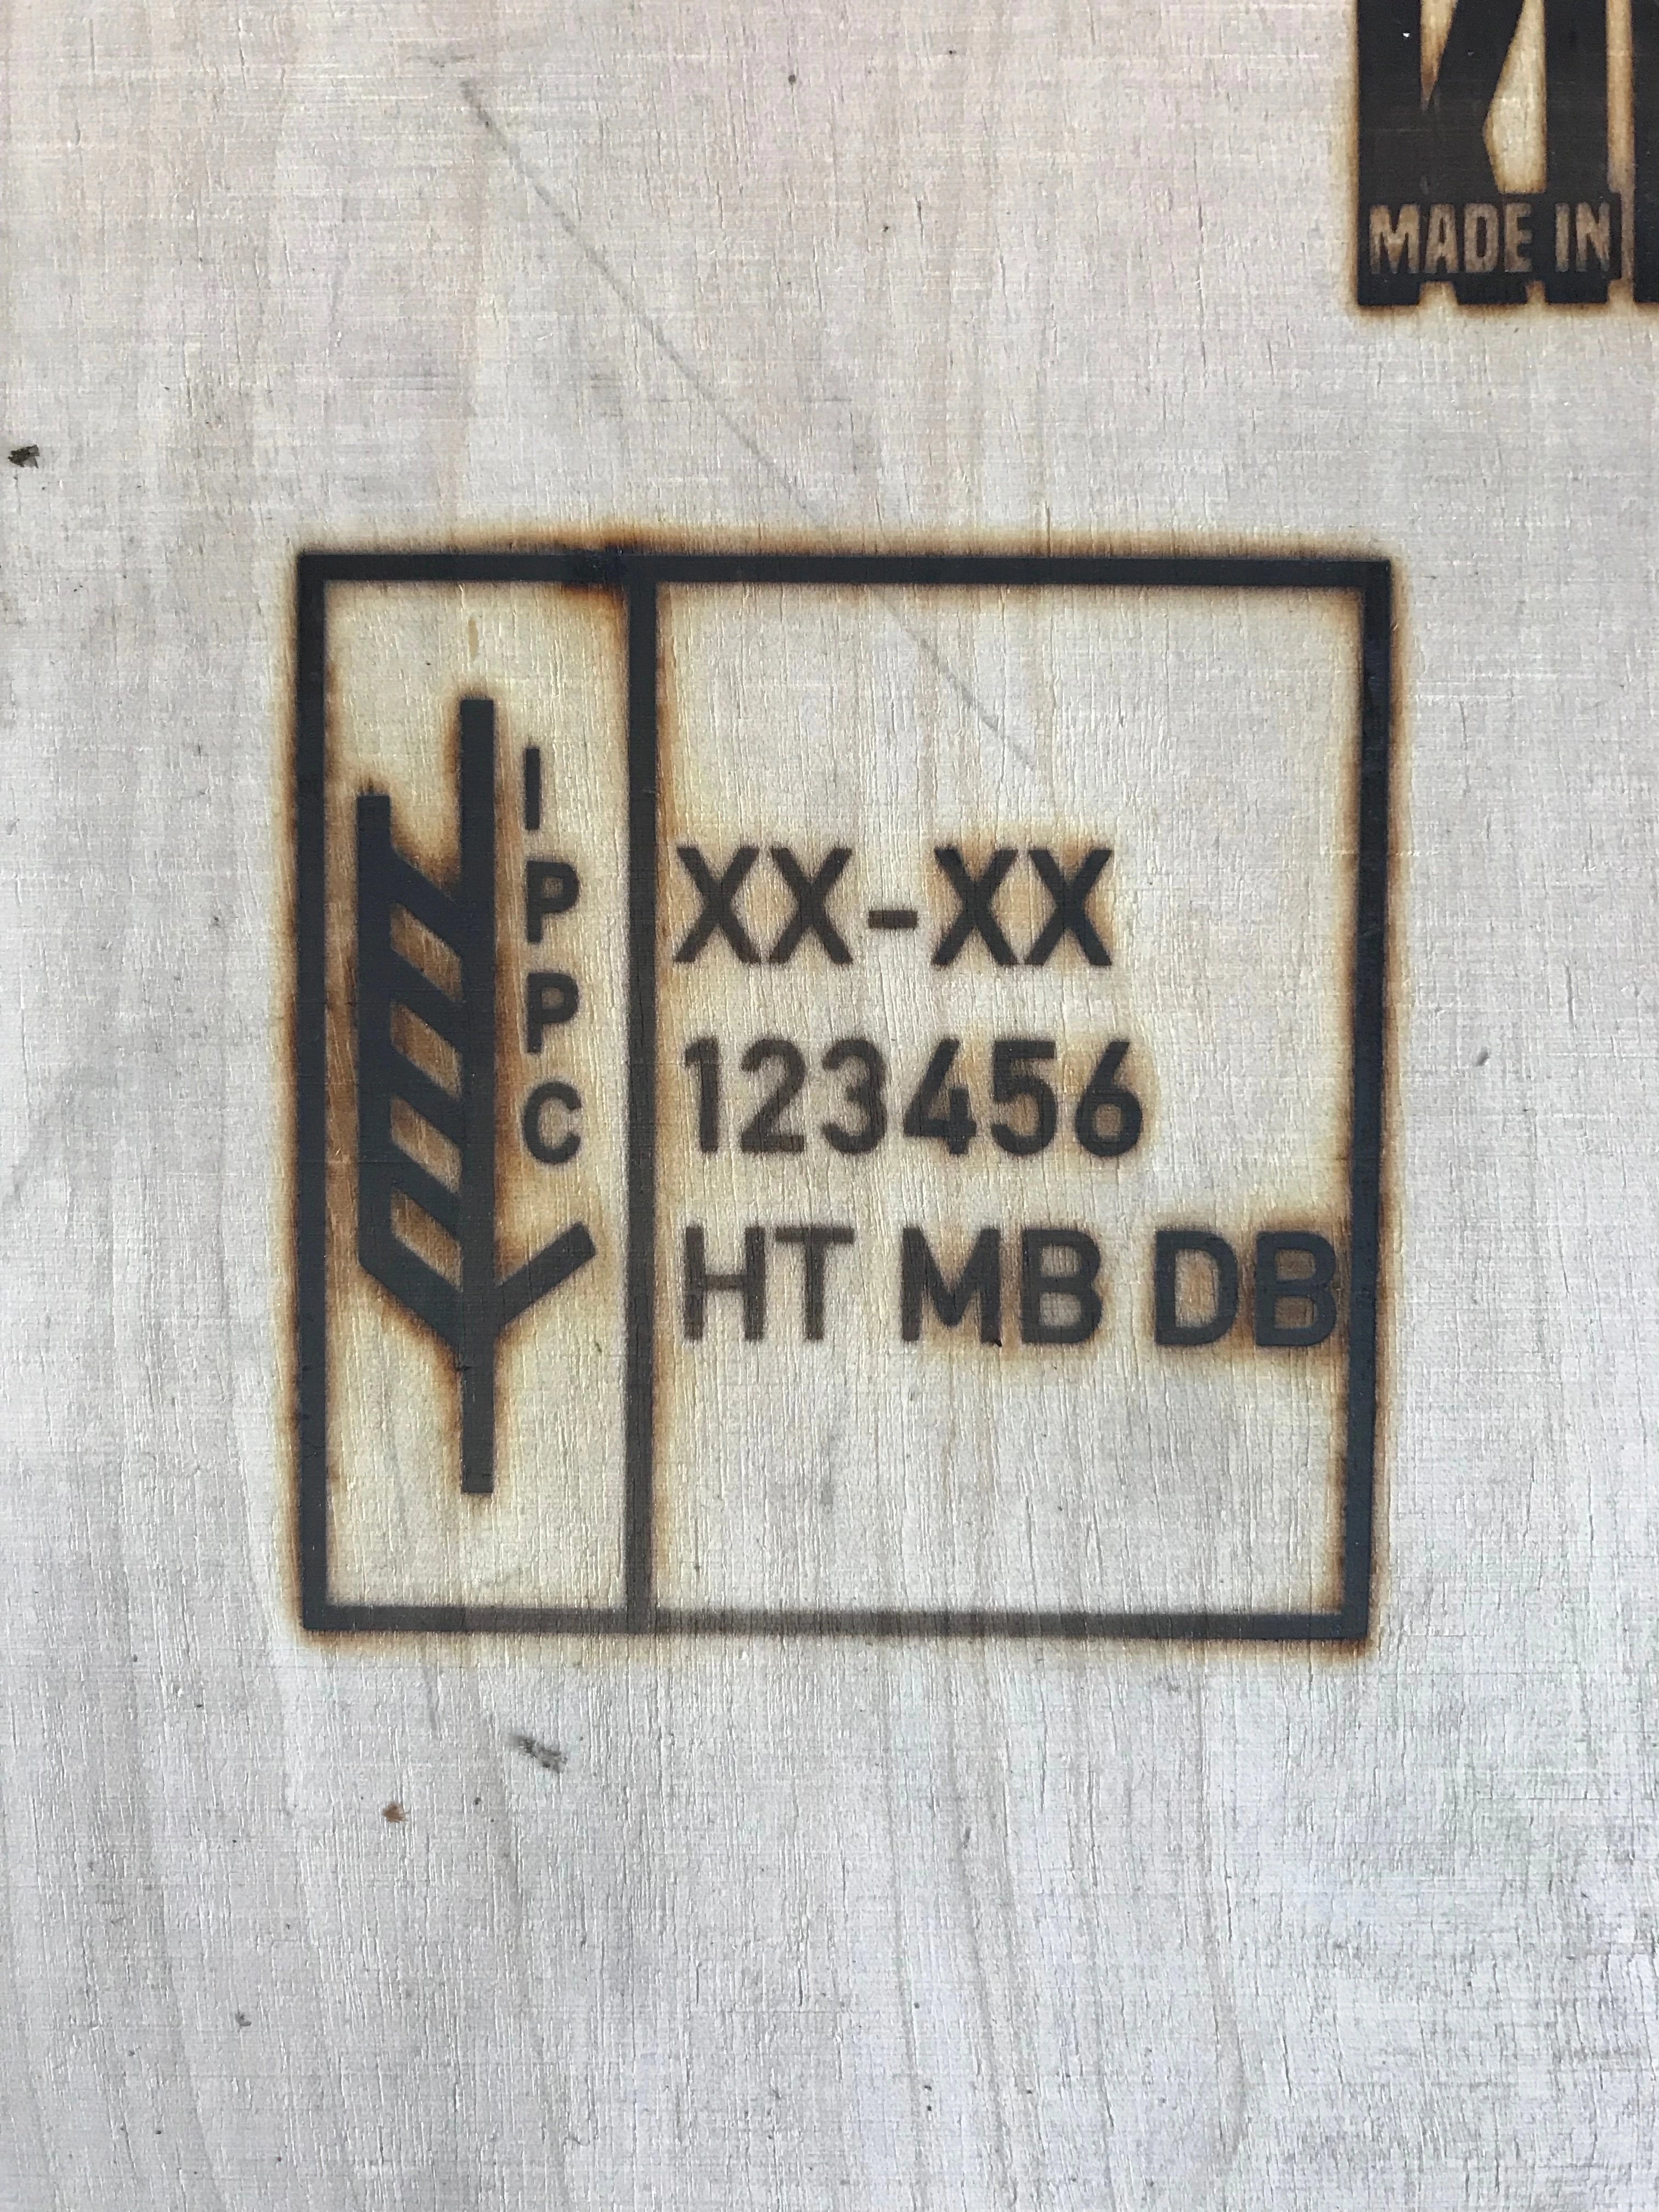 MADE IN
IPPC
XX-XX
123456
HT MB DB